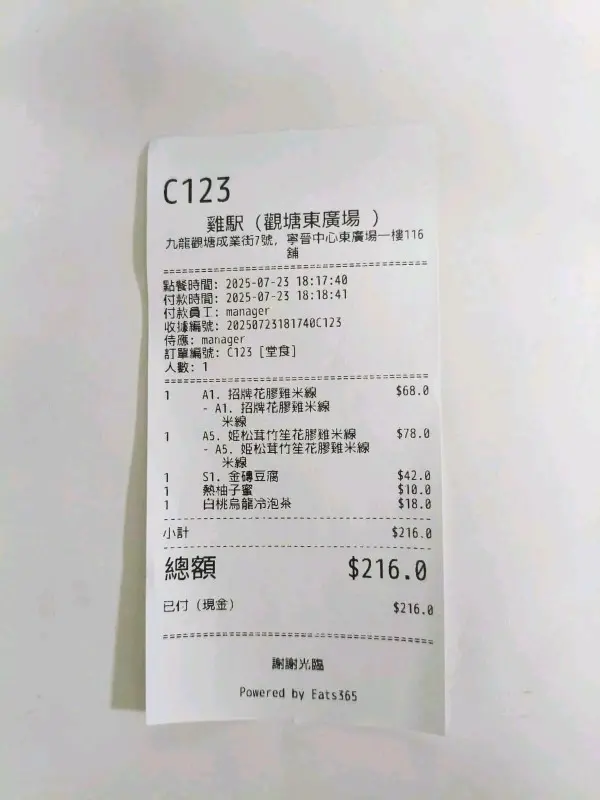 C123
雞駅（觀塘東廣場 ）
九龍觀塘成業街7號, 寧晉中心東廣場一樓116
舖
點餐時間: 2025-07-23 18:17:40
付款時間: 2025-07-23 18:18:41
付款員工: manager
收據編號: 20250723181740C123
侍應: manager
訂單編號: C123 [堂食]
人數: 1
1 A1. 招牌花膠雞米線 $68.0
- A1. 招牌花膠雞米線
米線
1 A5. 姬松茸竹笙花膠雞米線 $78.0
- A5. 姬松茸竹笙花膠雞米線
米線
1 S1. 金磚豆腐 $42.0
1 熱柚子蜜 $10.0
1 白桃烏龍冷泡茶 $18.0
小計 $216.0
總額 $216.0
已付（現金） $216.0
謝謝光臨
Powered by Eats365